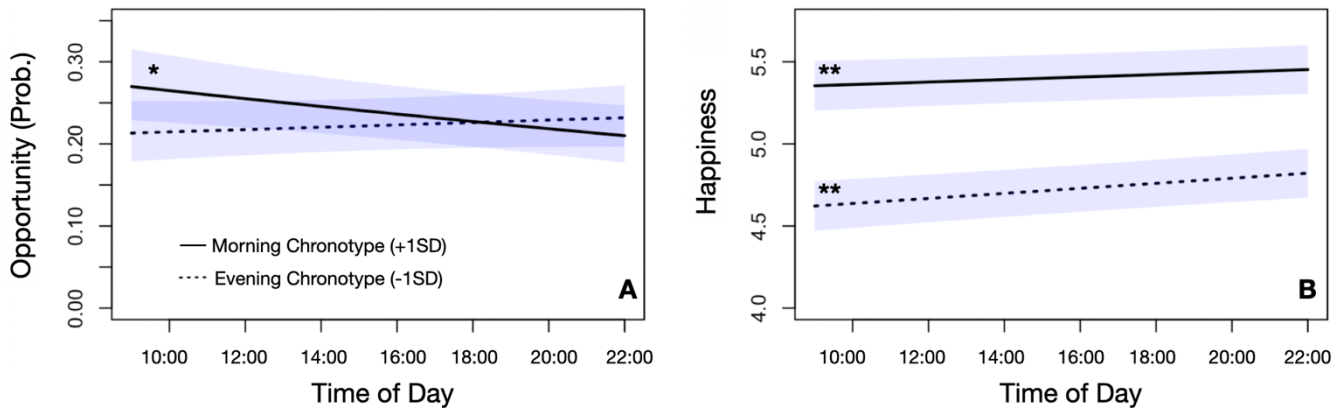 Opportunity (Prob.)
0.30
0.20
0.10
0.00
*
Morning Chronotype (+1SD)
Evening Chronotype (-1SD)
A
10:00 12:00 14:00 16:00 18:00 20:00 22:00
Time of Day
Happiness
5.5
5.0
4.5
4.0
**
**
B
10:00 12:00 14:00 16:00 18:00 20:00 22:00
Time of Day